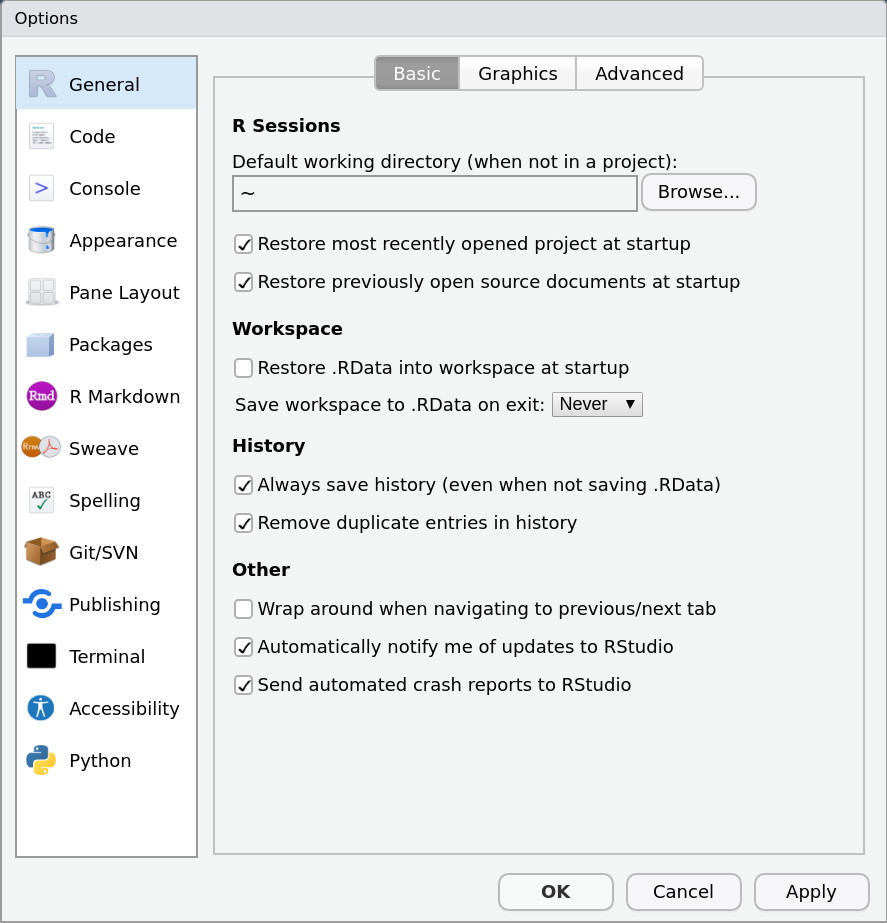 Options
General
Code
Console
Appearance
Pane Layout
Packages
Rmd R Markdown
Sweave
ABC Spelling
Git/SVN
Publishing
Terminal
Accessibility
Python
Basic Graphics Advanced
R Sessions
Default working directory (when not in a project):
~ Browse...
Restore most recently opened project at startup
Restore previously open source documents at startup
Workspace
Restore .RData into workspace at startup
Save workspace to .RData on exit: Never
History
Always save history (even when not saving .RData)
Remove duplicate entries in history
Other
Wrap around when navigating to previous/next tab
Automatically notify me of updates to RStudio
Send automated crash reports to RStudio
OK Cancel Apply